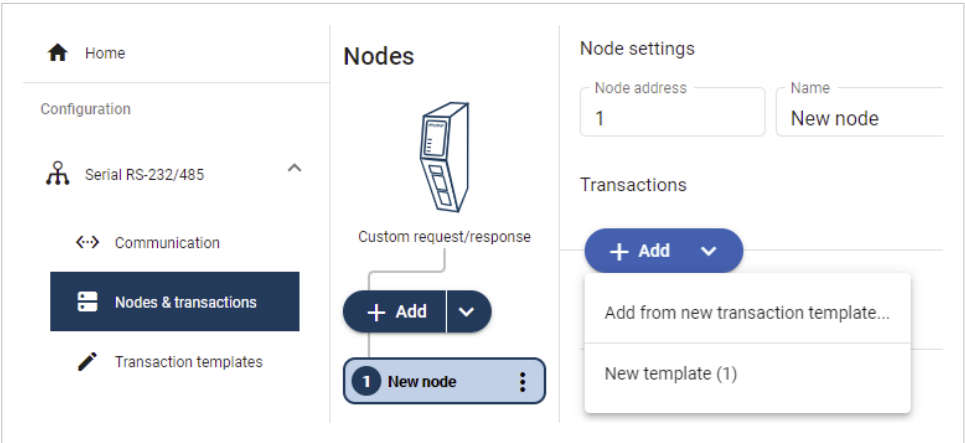 Home
Configuration
Serial RS-232/485
Communication
Nodes & transactions
Transaction templates
Nodes
Custom request/response
Add
1 New node
Node settings
Node address
1
Name
New node
Transactions
Add
Add from new transaction template...
New template (1)